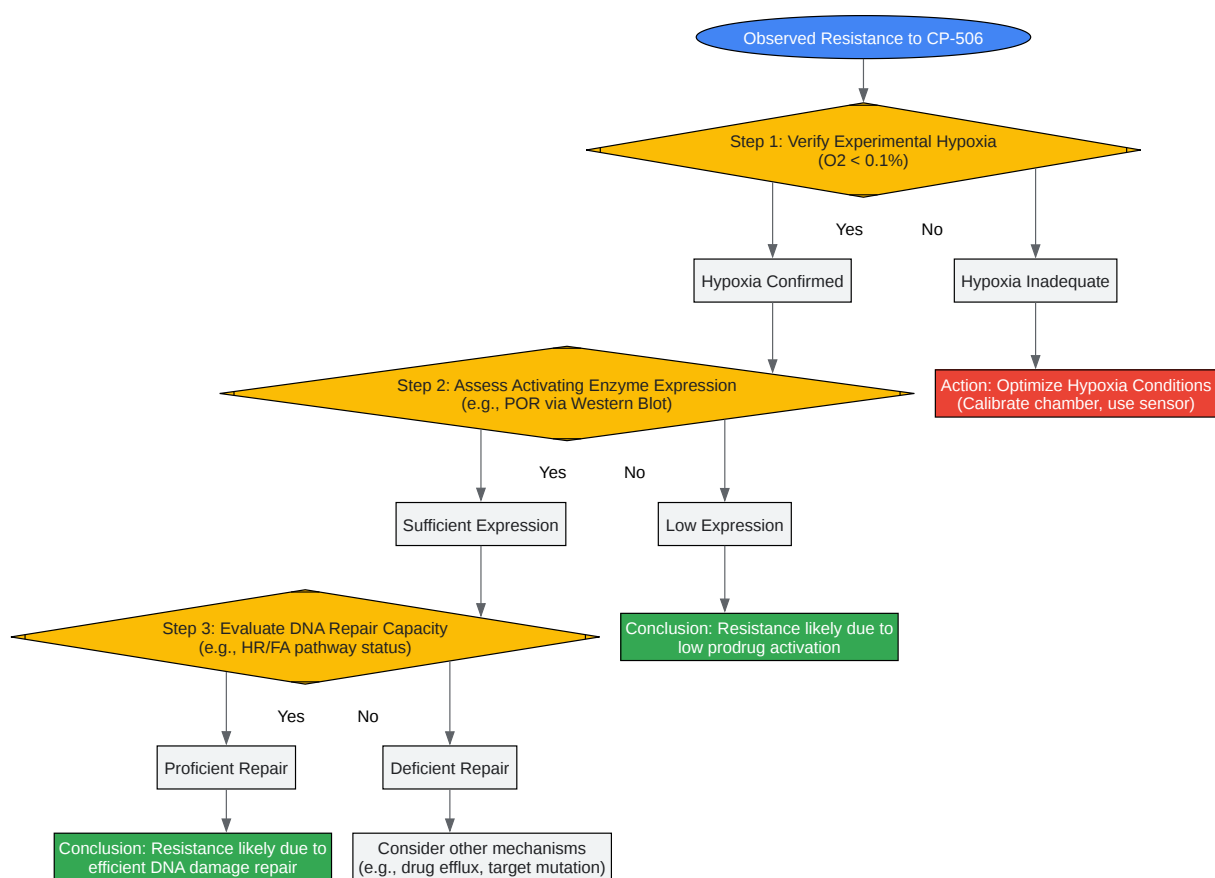 Observed Resistance to CP-506
Step 1: Verify Experimental Hypoxia
(O2 < 0.1%)
Yes
No
Hypoxia Confirmed
Hypoxia Inadequate
Step 2: Assess Activating Enzyme Expression
(e.g., POR via Western Blot)
Action: Optimize Hypoxia Conditions
(Calibrate chamber, use sensor)
Yes
No
Sufficient Expression
Low Expression
Step 3: Evaluate DNA Repair Capacity
(e.g., HR/FA pathway status)
Conclusion: Resistance likely due to
low prodrug activation
Yes
No
Proficient Repair
Deficient Repair
Conclusion: Resistance likely due to
efficient DNA damage repair
Consider other mechanisms
(e.g., drug efflux, target mutation)